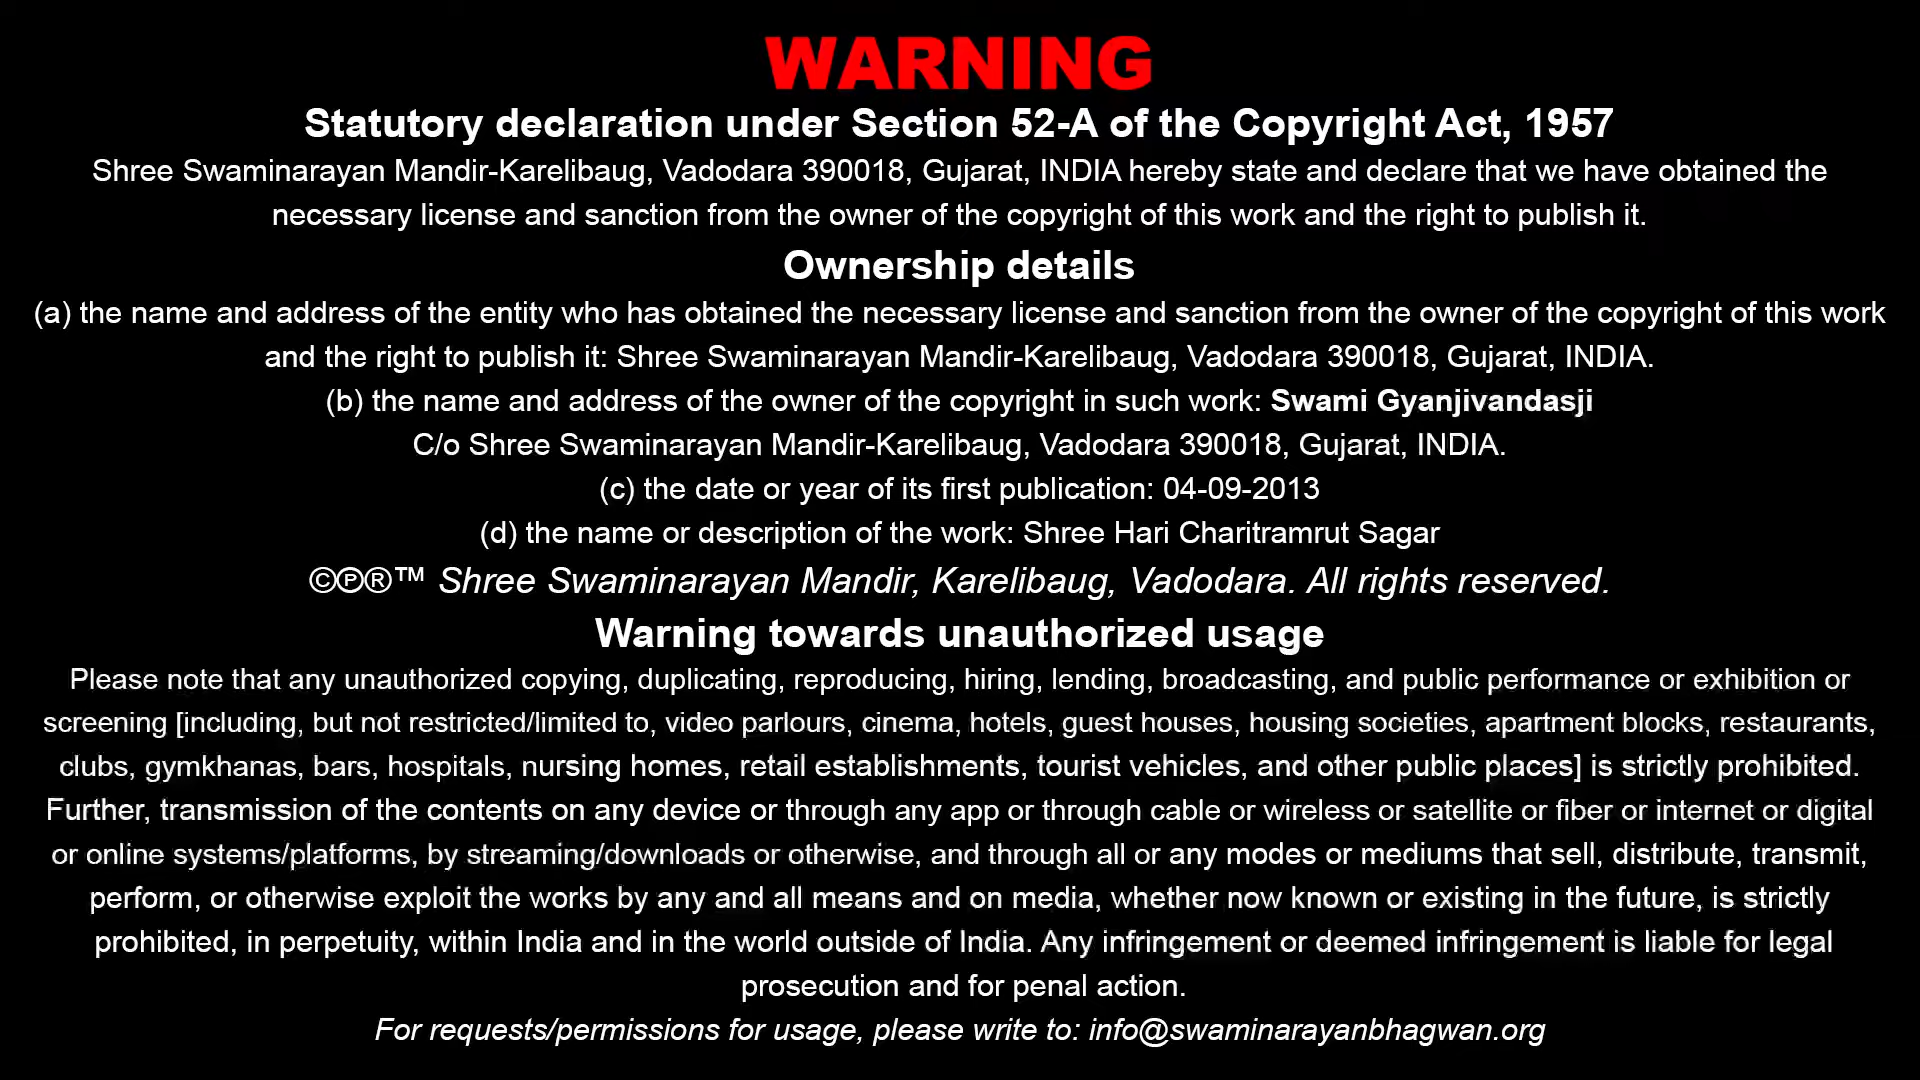 WARNING
Statutory declaration under Section 52-A of the Copyright Act, 1957
Shree Swaminarayan Mandir-Karelibaug, Vadodara 390018, Gujarat, INDIA hereby state and declare that we have obtained the
necessary license and sanction from the owner of the copyright of this work and the right to publish it.
Ownership details
(a) the name and address of the entity who has obtained the necessary license and sanction from the owner of the copyright of this work
and the right to publish it: Shree Swaminarayan Mandir-Karelibaug, Vadodara 390018, Gujarat, INDIA.
(b) the name and address of the owner of the copyright in such work: Swami Gyanjivandasji
C/o Shree Swaminarayan Mandir-Karelibaug, Vadodara 390018, Gujarat, INDIA.
(c) the date or year of its first publication: 04-09-2013
(d) the name or description of the work: Shree Hari Charitramrut Sagar
©℗®™ Shree Swaminarayan Mandir, Karelibaug, Vadodara. All rights reserved.
Warning towards unauthorized usage
Please note that any unauthorized copying, duplicating, reproducing, hiring, lending, broadcasting, and public performance or exhibition or
screening [including, but not restricted/limited to, video parlours, cinema, hotels, guest houses, housing societies, apartment blocks, restaurants,
clubs, gymkhanas, bars, hospitals, nursing homes, retail establishments, tourist vehicles, and other public places] is strictly prohibited.
Further, transmission of the contents on any device or through any app or through cable or wireless or satellite or fiber or internet or digital
or online systems/platforms, by streaming/downloads or otherwise, and through all or any modes or mediums that sell, distribute, transmit,
perform, or otherwise exploit the works by any and all means and on media, whether now known or existing in the future, is strictly
prohibited, in perpetuity, within India and in the world outside of India. Any infringement or deemed infringement is liable for legal
prosecution and for penal action.
For requests/permissions for usage, please write to: info@swaminarayanbhagwan.org